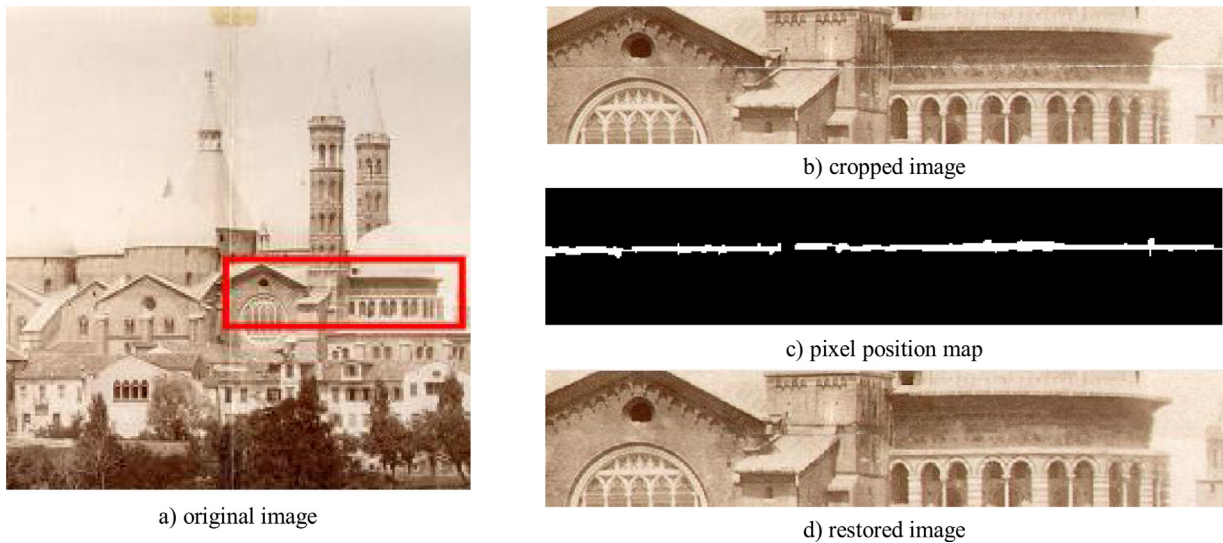 a) original image
b) cropped image
c) pixel position map
d) restored image